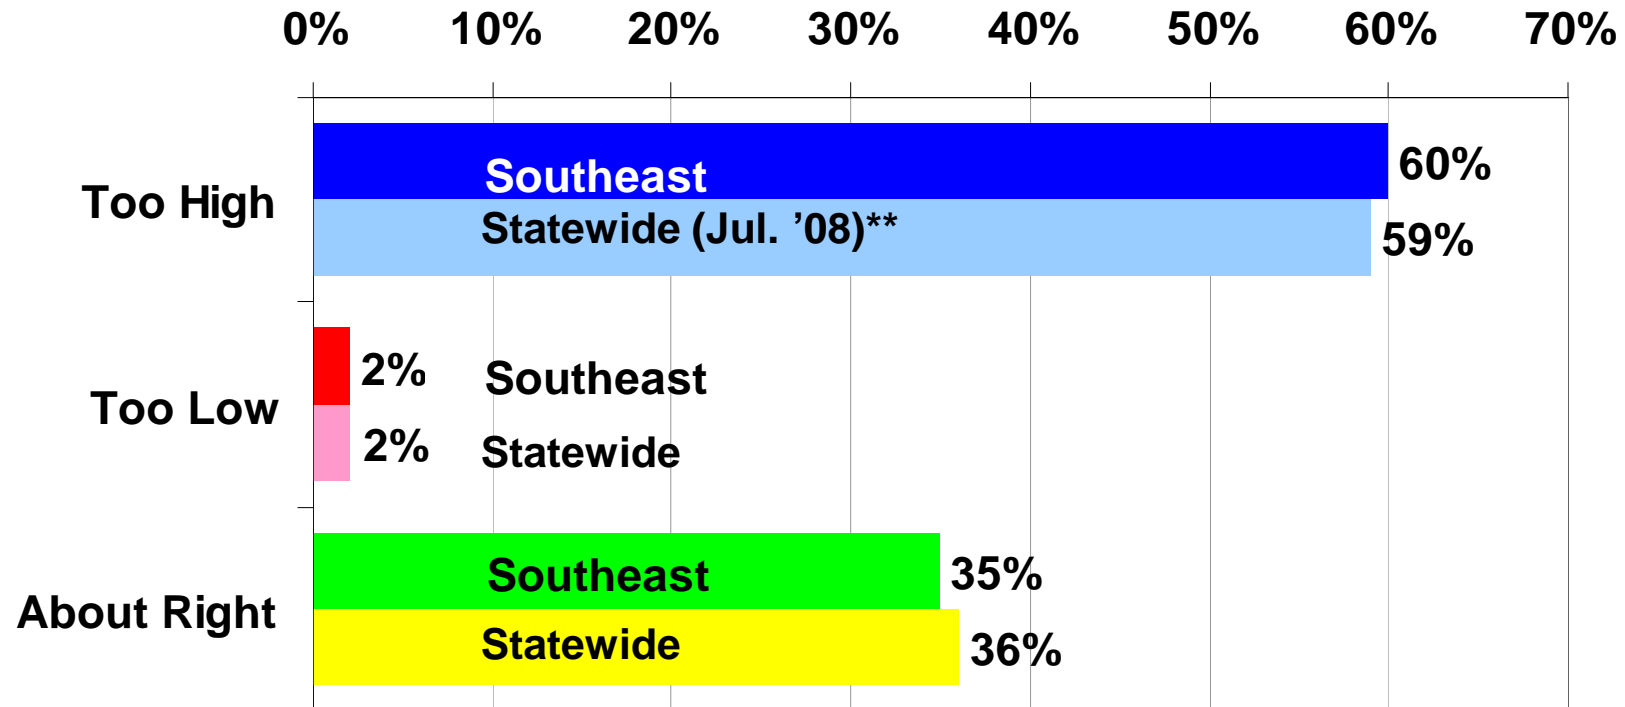 0% 10% 20% 30% 40% 50% 60% 70%
Too High
Southeast 60%
Statewide (Jul. ’08)** 59%
Too Low
2% Southeast
2% Statewide
About Right
Southeast 35%
Statewide 36%